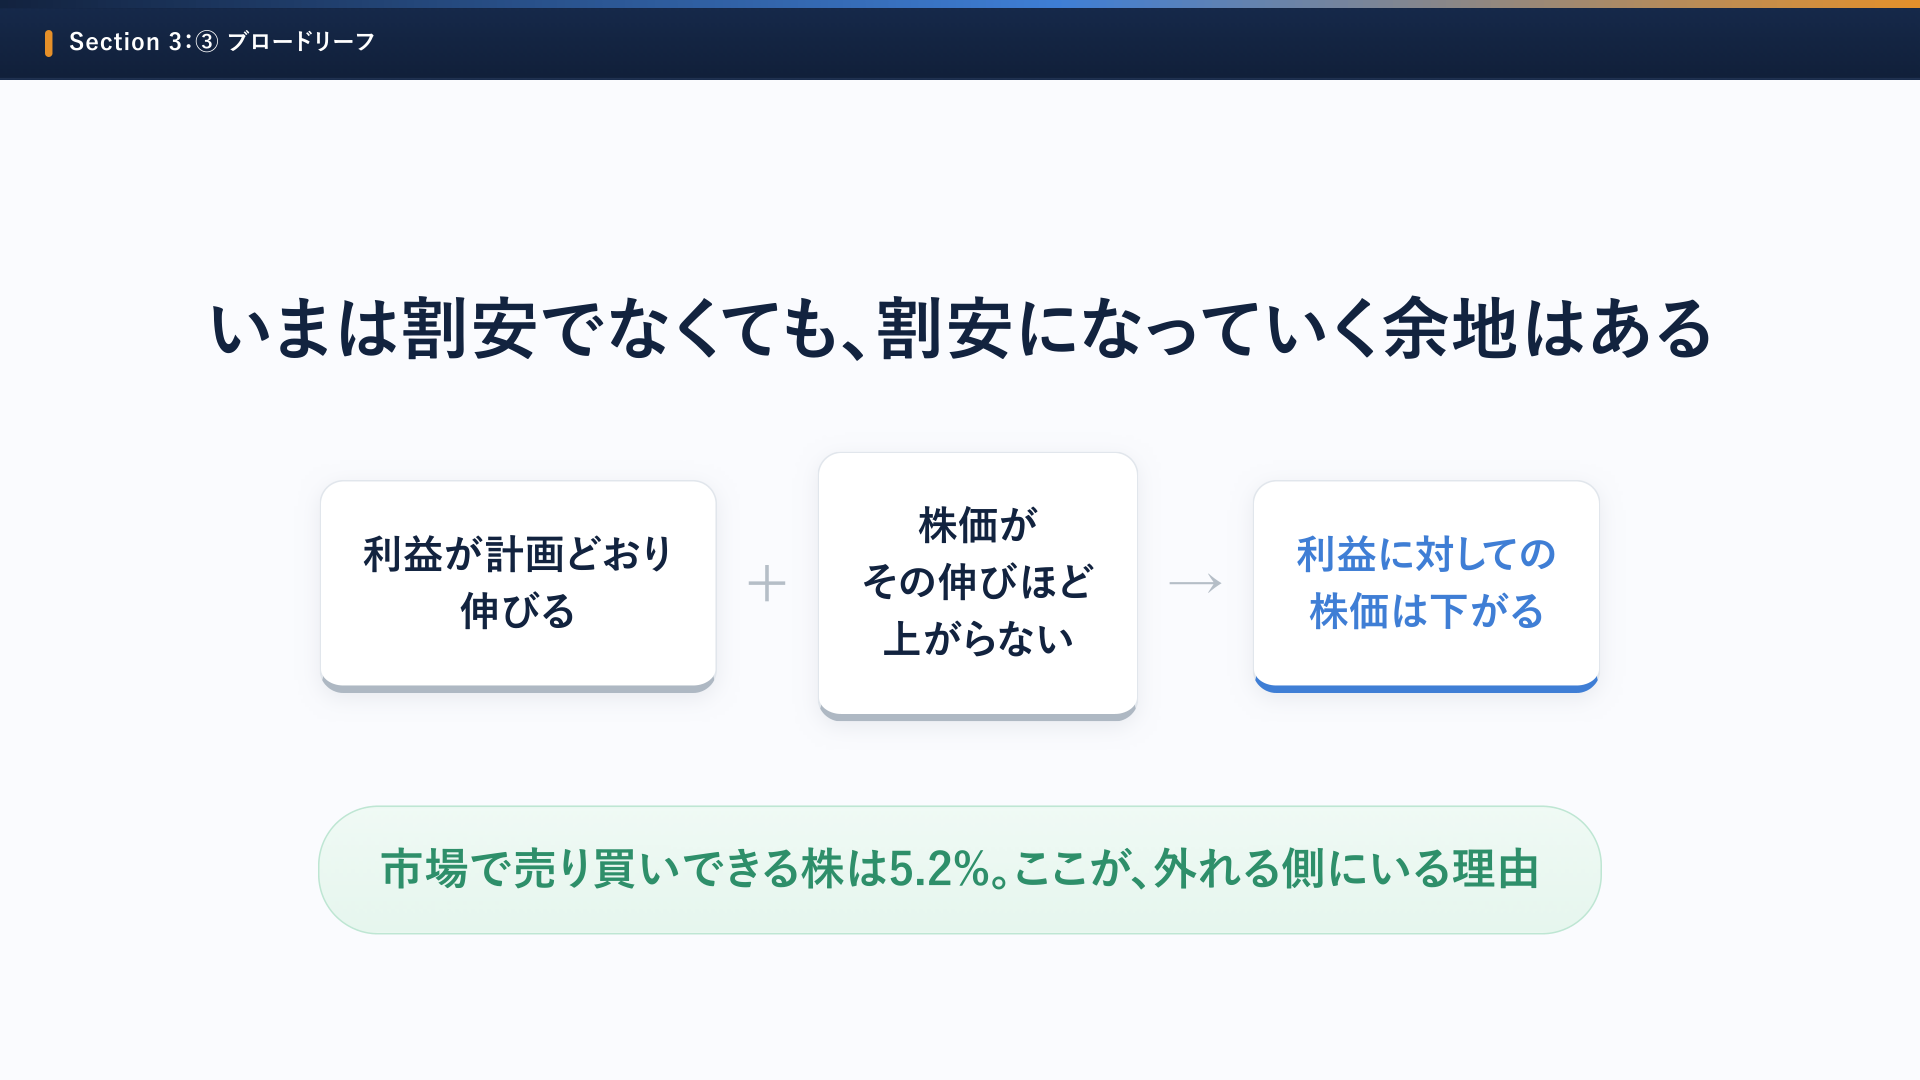 Section 3：③ ブロードリーフ
いまは割安でなくても、割安になっていく余地はある
利益が計画どおり
伸びる
＋
株価が
その伸びほど
上がらない
→
利益に対しての
株価は下がる
市場で売り買いできる株は5.2%。ここが、外れる側にいる理由